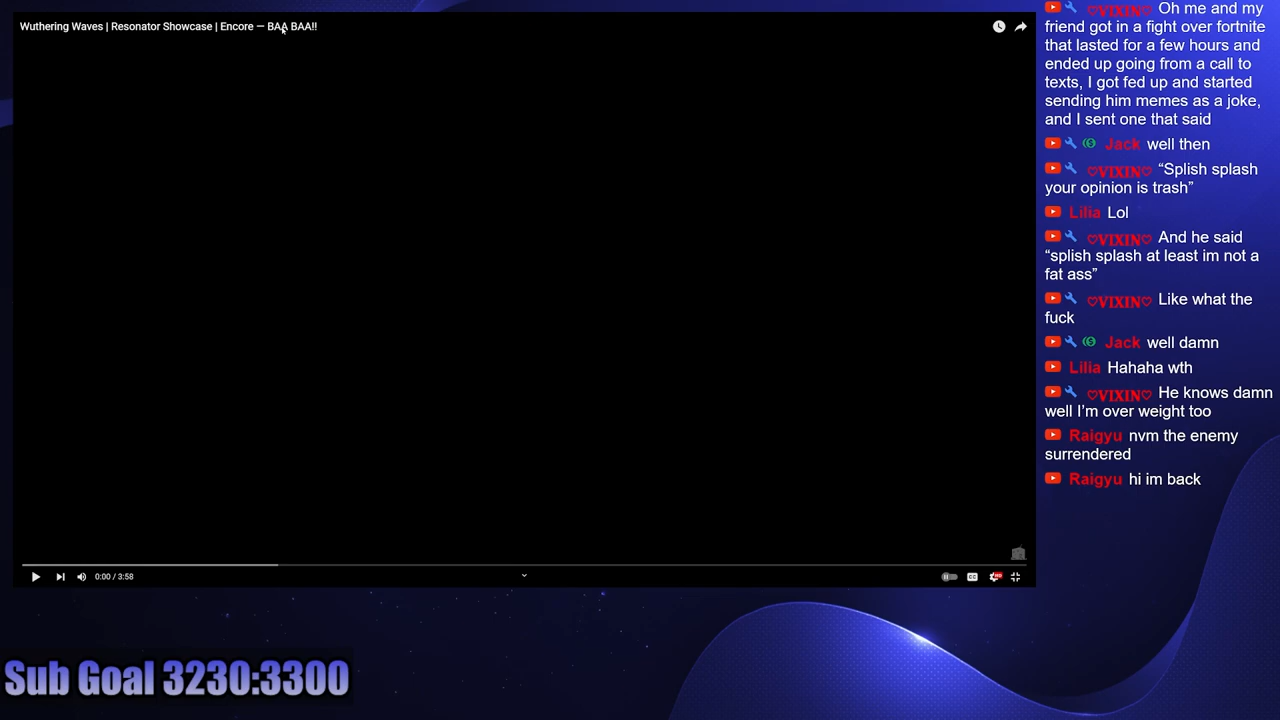 Wuthering Waves | Resonator Showcase | Encore — BAA BAA!!
0:00 / 3:58
CC
Sub Goal 3230:3300
♡VIXIN♡ Oh me and my
friend got in a fight over fortnite
that lasted for a few hours and
ended up going from a call to
texts, I got fed up and started
sending him memes as a joke,
and I sent one that said
Jack well then
♡VIXIN♡ “Splish splash
your opinion is trash”
Lilia Lol
♡VIXIN♡ And he said
“splish splash at least im not a
fat ass”
♡VIXIN♡ Like what the
fuck
Jack well damn
Lilia Hahaha wth
♡VIXIN♡ He knows damn
well I’m over weight too
Raigyu nvm the enemy
surrendered
Raigyu hi im back